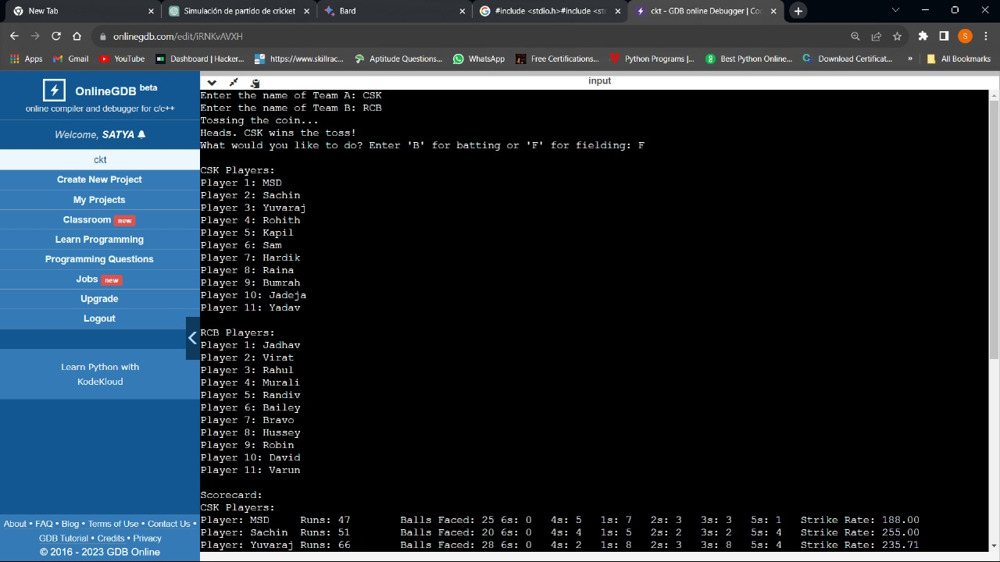 New Tab
Simulación de partido de cricket
Bard
#include <stdio.h>#include <st
ckt - GDB online Debugger | Co
onlinegdb.com/edit/iRNKvAVXH
S
Apps Gmail YouTube Dashboard | Hacker... https://www.skillrac... Aptitude Questions... WhatsApp Free Certifications... Python Programs |... Best Python Online... Download Certificat... » All Bookmarks
OnlineGDB beta
online compiler and debugger for c/c++
Welcome, SATYA
ckt
Create New Project
My Projects
Classroom new
Learn Programming
Programming Questions
Jobs new
Upgrade
Logout
Learn Python with
KodeKloud
About • FAQ • Blog • Terms of Use • Contact Us •
GDB Tutorial • Credits • Privacy
© 2016 - 2023 GDB Online
input
Enter the name of Team A: CSK
Enter the name of Team B: RCB
Tossing the coin...
Heads. CSK wins the toss!
What would you like to do? Enter 'B' for batting or 'F' for fielding: F
CSK Players:
Player 1: MSD
Player 2: Sachin
Player 3: Yuvaraj
Player 4: Rohith
Player 5: Kapil
Player 6: Sam
Player 7: Hardik
Player 8: Raina
Player 9: Bumrah
Player 10: Jadeja
Player 11: Yadav
RCB Players:
Player 1: Jadhav
Player 2: Virat
Player 3: Rahul
Player 4: Murali
Player 5: Randiv
Player 6: Bailey
Player 7: Bravo
Player 8: Hussey
Player 9: Robin
Player 10: David
Player 11: Varun
Scorecard:
CSK Players:
Player: MSD Runs: 47 Balls Faced: 25 6s: 0 4s: 5 1s: 7 2s: 3 3s: 3 5s: 1 Strike Rate: 188.00
Player: Sachin Runs: 51 Balls Faced: 20 6s: 0 4s: 4 1s: 5 2s: 2 3s: 2 5s: 4 Strike Rate: 255.00
Player: Yuvaraj Runs: 66 Balls Faced: 28 6s: 0 4s: 2 1s: 8 2s: 3 3s: 8 5s: 4 Strike Rate: 235.71